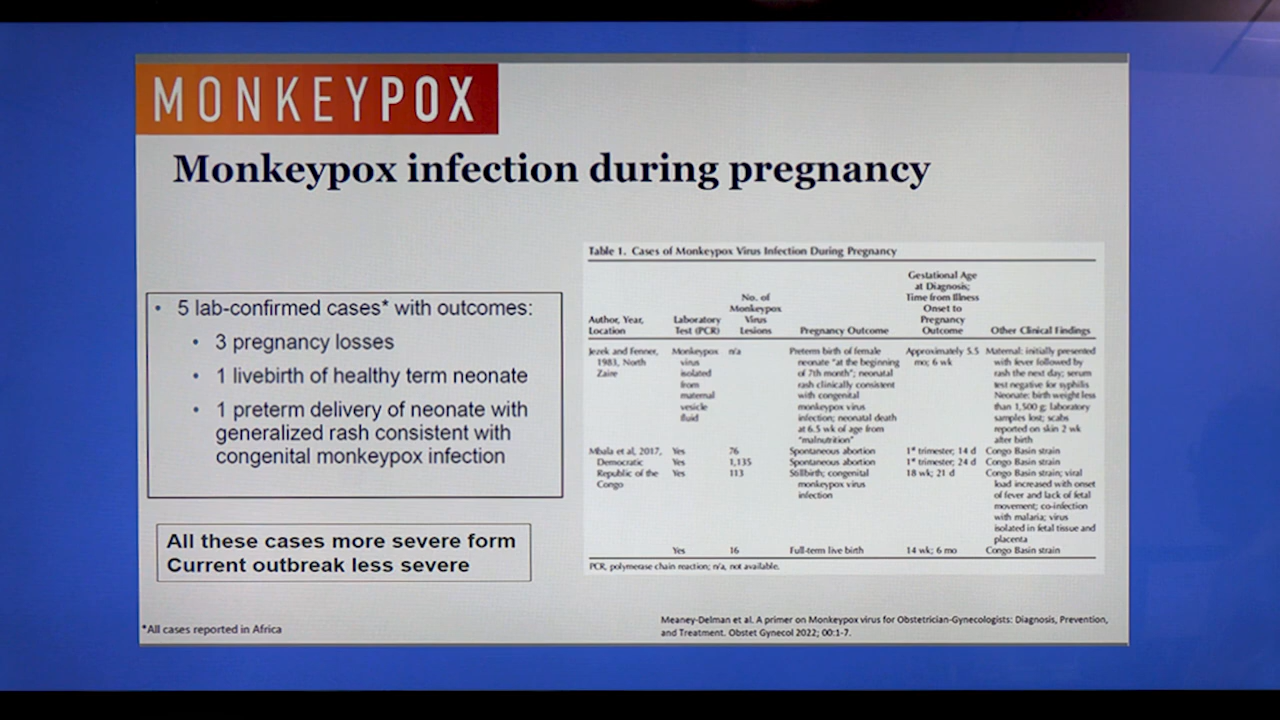 MONKEYPOX
Monkeypox infection during pregnancy
• 5 lab-confirmed cases* with outcomes:
• 3 pregnancy losses
• 1 livebirth of healthy term neonate
• 1 preterm delivery of neonate with
generalized rash consistent with
congenital monkeypox infection
All these cases more severe form
Current outbreak less severe
*All cases reported in Africa
Table 1. Cases of Monkeypox Virus Infection During Pregnancy
Author, Year,
Location
Laboratory
Test (PCR)
No. of
Monkeypox
Virus
Lesions
Pregnancy Outcome
Gestational Age
at Diagnosis;
Time from Illness
Onset to
Pregnancy
Outcome
Other Clinical Findings
Jezek and Fenner,
1983, North
Zaire
Monkeypox
virus
isolated
from
maternal
vesicle
fluid
n/a
Preterm birth of female
neonate "at the beginning
of 7th month"; neonatal
rash clinically consistent
with congenital
monkeypox virus
infection; neonatal death
at 6.5 wk of age from
"malnutrition"
Approximately 5.5
mo; 6 wk
Maternal: initially presented
with fever followed by
rash the next day; serum
test negative for syphilis
Neonate: birth weight less
than 1,500 g; laboratory
samples lost; scabs
reported on skin 2 wk
after birth
Mbala et al, 2017,
Democratic
Republic of the
Congo
Yes
76
Spontaneous abortion
1st trimester; 14 d
Congo Basin strain
Yes
1,135
Spontaneous abortion
1st trimester; 24 d
Congo Basin strain
Yes
113
Stillbirth; congenital
monkeypox virus
infection
18 wk; 21 d
Congo Basin strain; viral
load increased with onset
of fever and lack of fetal
movement; co-infection
with malaria; virus
isolated in fetal tissue and
placenta
Yes
16
Full-term live birth
14 wk; 6 mo
Congo Basin strain
PCR, polymerase chain reaction; n/a, not available.
Meaney-Delman et al. A primer on Monkeypox virus for Obstetrician-Gynecologists: Diagnosis, Prevention,
and Treatment. Obstet Gynecol 2022; 00:1-7.